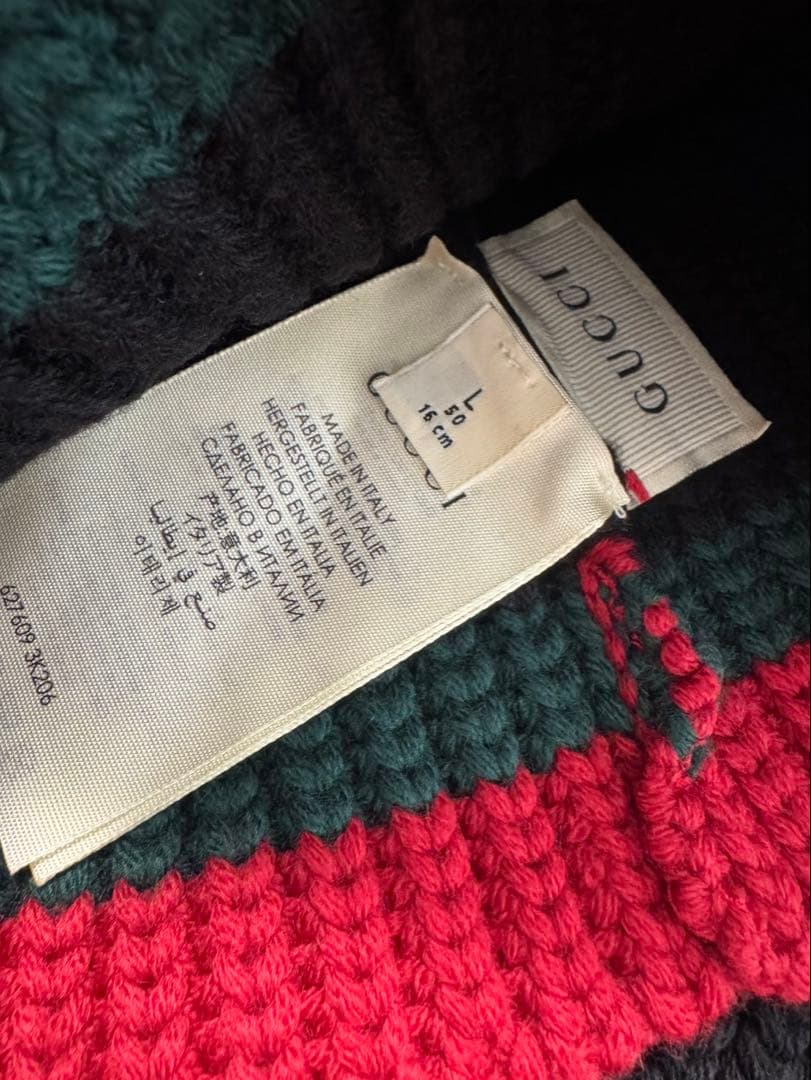 GUCCI
L
50
16 cm
MADE IN ITALY
FABRIQUÉ EN ITALIE
HERGESTELLT IN ITALIEN
HECHO EN ITALIA
FABRICADO EM ITALIA
СДЕЛАНО В ИТАЛИИ
产地:意大利
イタリア製
صنع في إيطاليا
이태리제
627609 3K206